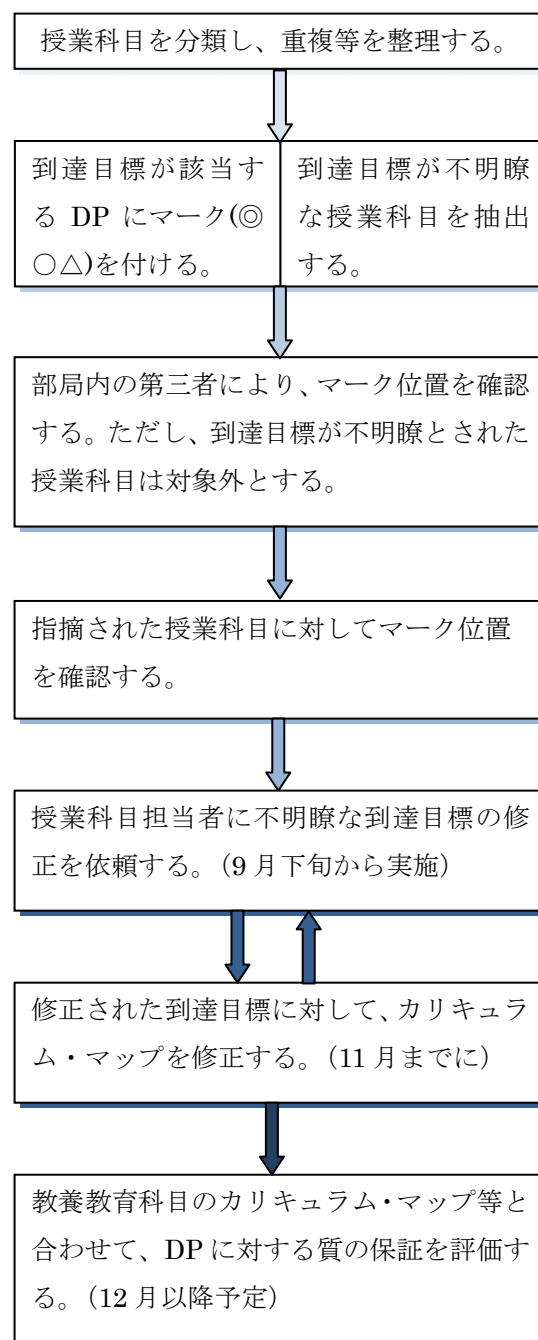 授業科目を分類し、重複等を整理する。
到達目標が該当す
る DP にマーク(◎
○△)を付ける。
到達目標が不明瞭
な授業科目を抽出
する。
部局内の第三者により、マーク位置を確認
する。ただし、到達目標が不明瞭とされた
授業科目は対象外とする。
指摘された授業科目に対してマーク位置
を確認する。
授業科目担当者に不明瞭な到達目標の修
正を依頼する。(9 月下旬から実施)
修正された到達目標に対して、カリキュラ
ム・マップを修正する。(11 月までに)
教養教育科目のカリキュラム・マップ等と
合わせて、DP に対する質の保証を評価す
る。(12 月以降予定)